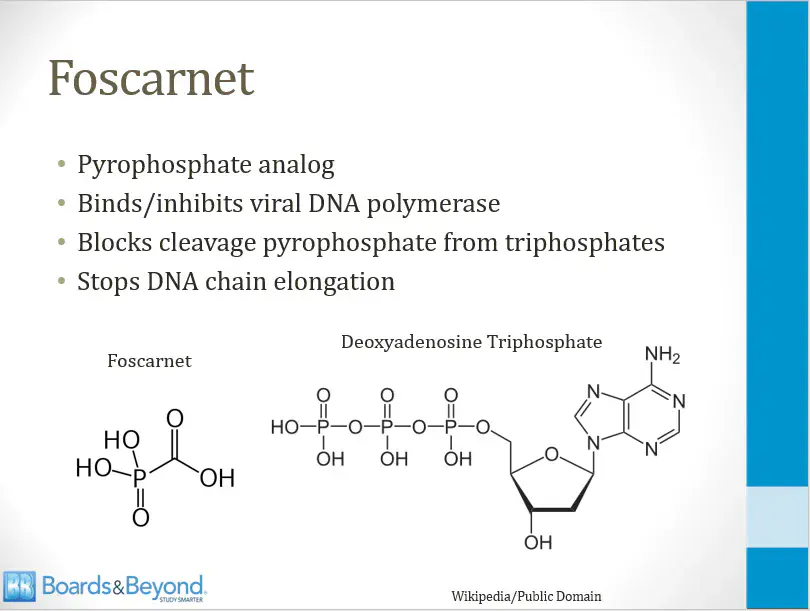 Foscarnet
• Pyrophosphate analog
• Binds/inhibits viral DNA polymerase
• Blocks cleavage pyrophosphate from triphosphates
• Stops DNA chain elongation
Foscarnet
Deoxyadenosine Triphosphate
O
HO
HO
P
OH
O
O O O
HO P O P O P O
OH OH OH
O
OH
NH2
N
N
N
N
BB Boards&Beyond.
STUDY SMARTER
Wikipedia/Public Domain